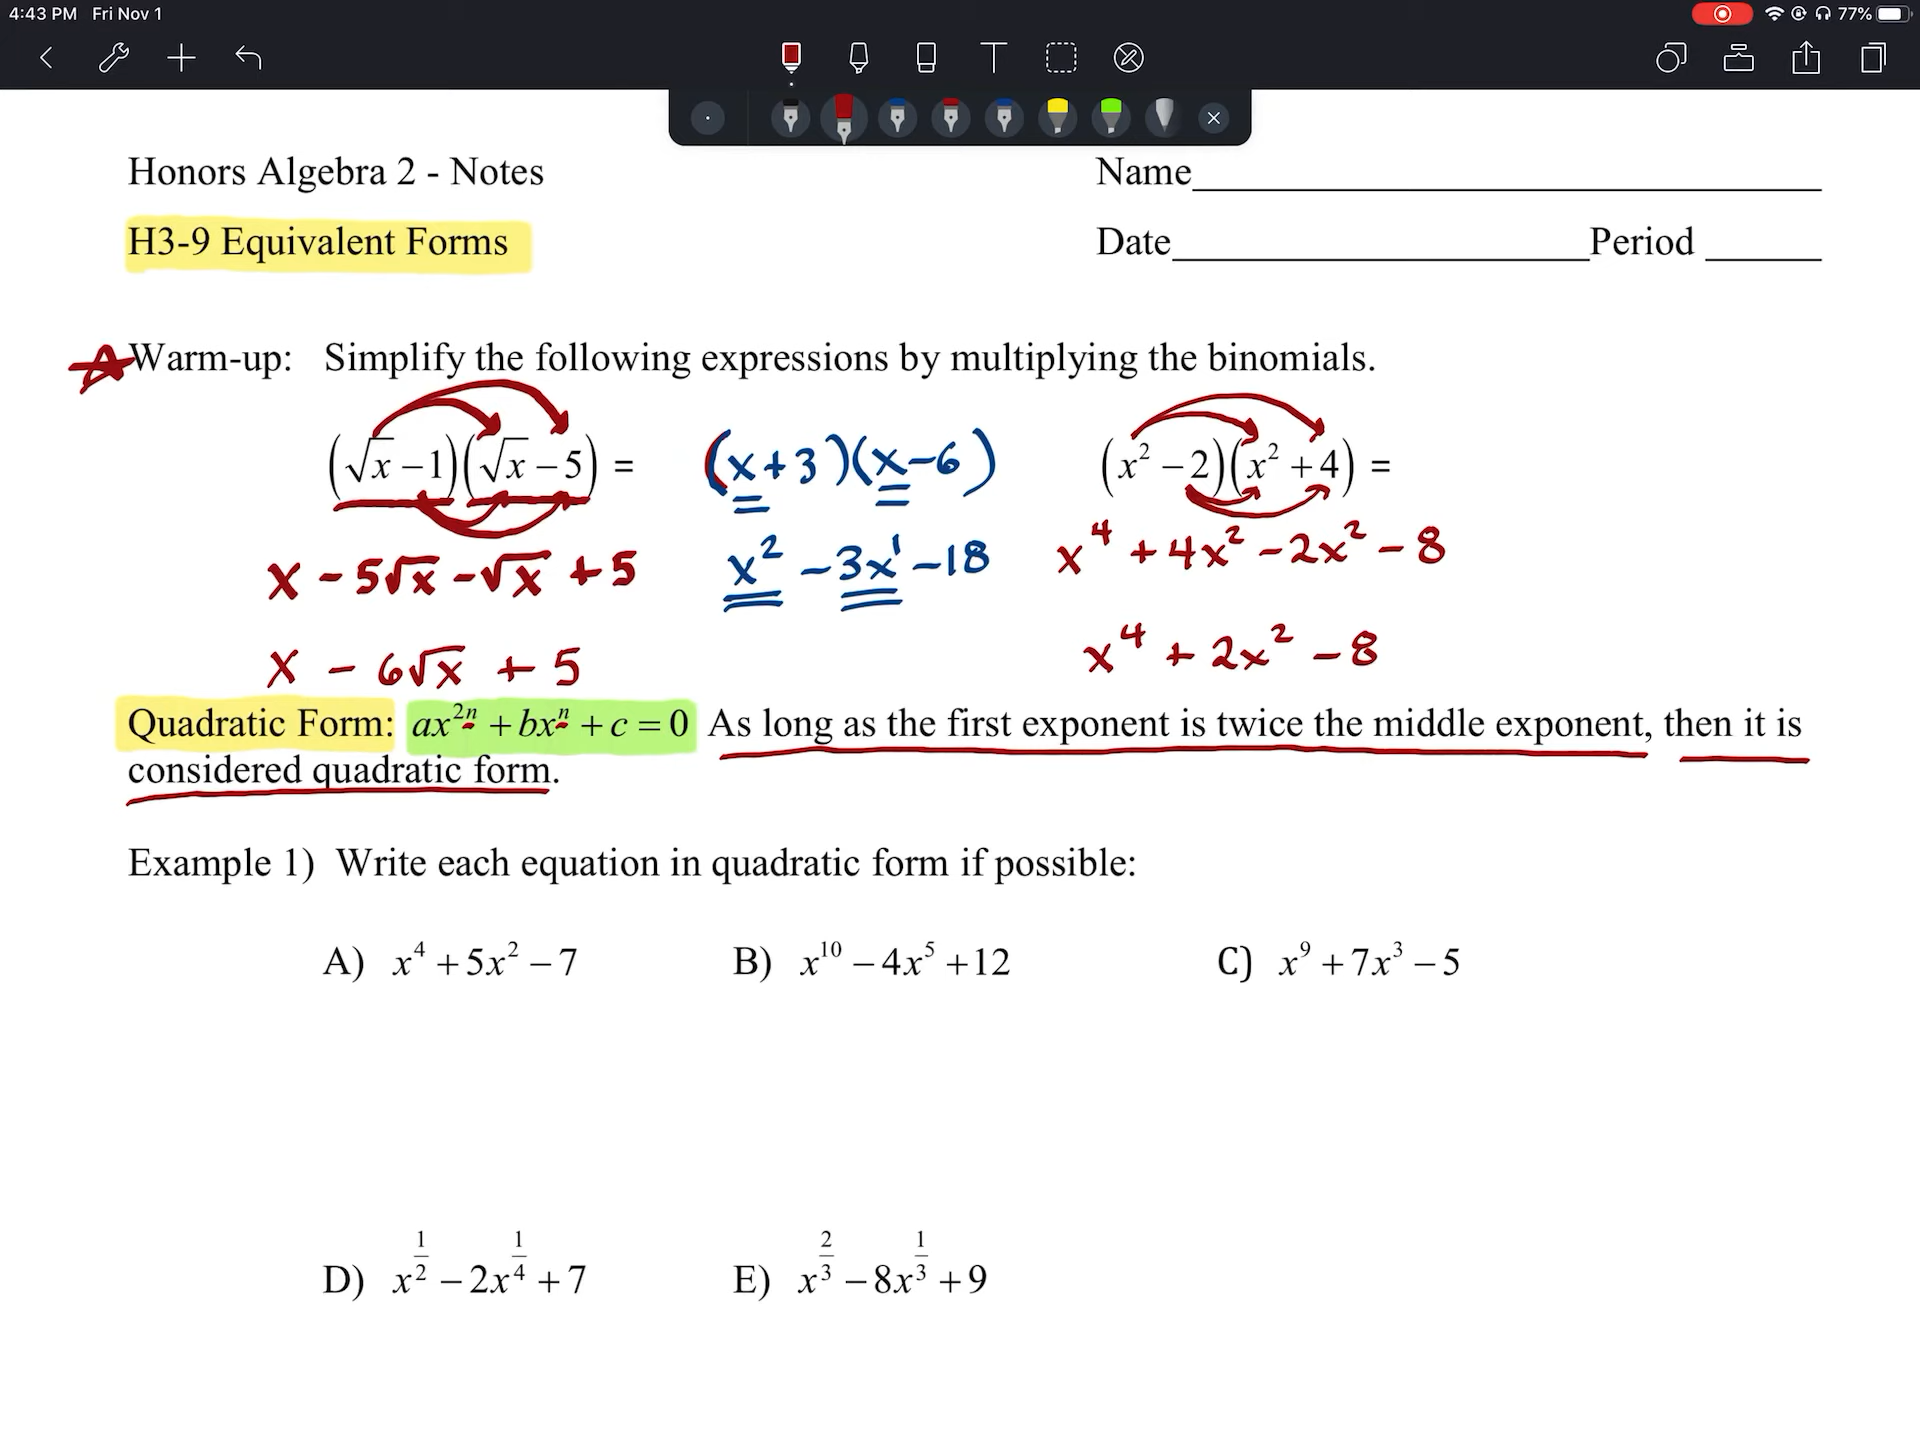 4:43 PM Fri Nov 1 77%
T
Honors Algebra 2 - Notes Name
H3-9 Equivalent Forms Date Period
Warm-up: Simplify the following expressions by multiplying the binomials.
(√x − 1)(√x − 5) = (x + 3)(x − 6) (x² − 2)(x² + 4) =
x − 5√x − √x + 5 x² − 3x¹ − 18 x⁴ + 4x² − 2x² − 8
x − 6√x + 5 x⁴ + 2x² − 8
Quadratic Form: ax²ⁿ + bxⁿ + c = 0 As long as the first exponent is twice the middle exponent, then it is
considered quadratic form.
Example 1) Write each equation in quadratic form if possible:
A) x⁴ + 5x² − 7 B) x¹⁰ − 4x⁵ + 12 C) x⁹ + 7x³ − 5
D) x^(1/2) − 2x^(1/4) + 7 E) x^(2/3) − 8x^(1/3) + 9